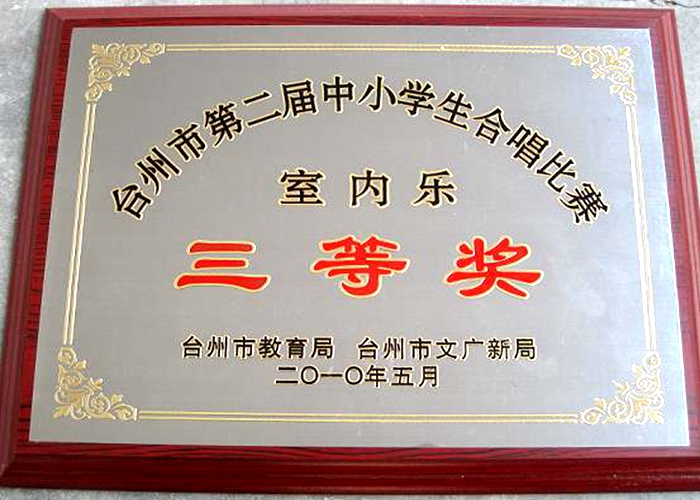 台州市第二届中小学生合唱比赛
室内乐
三等奖
台州市教育局 台州市文广新局
二〇一〇年五月